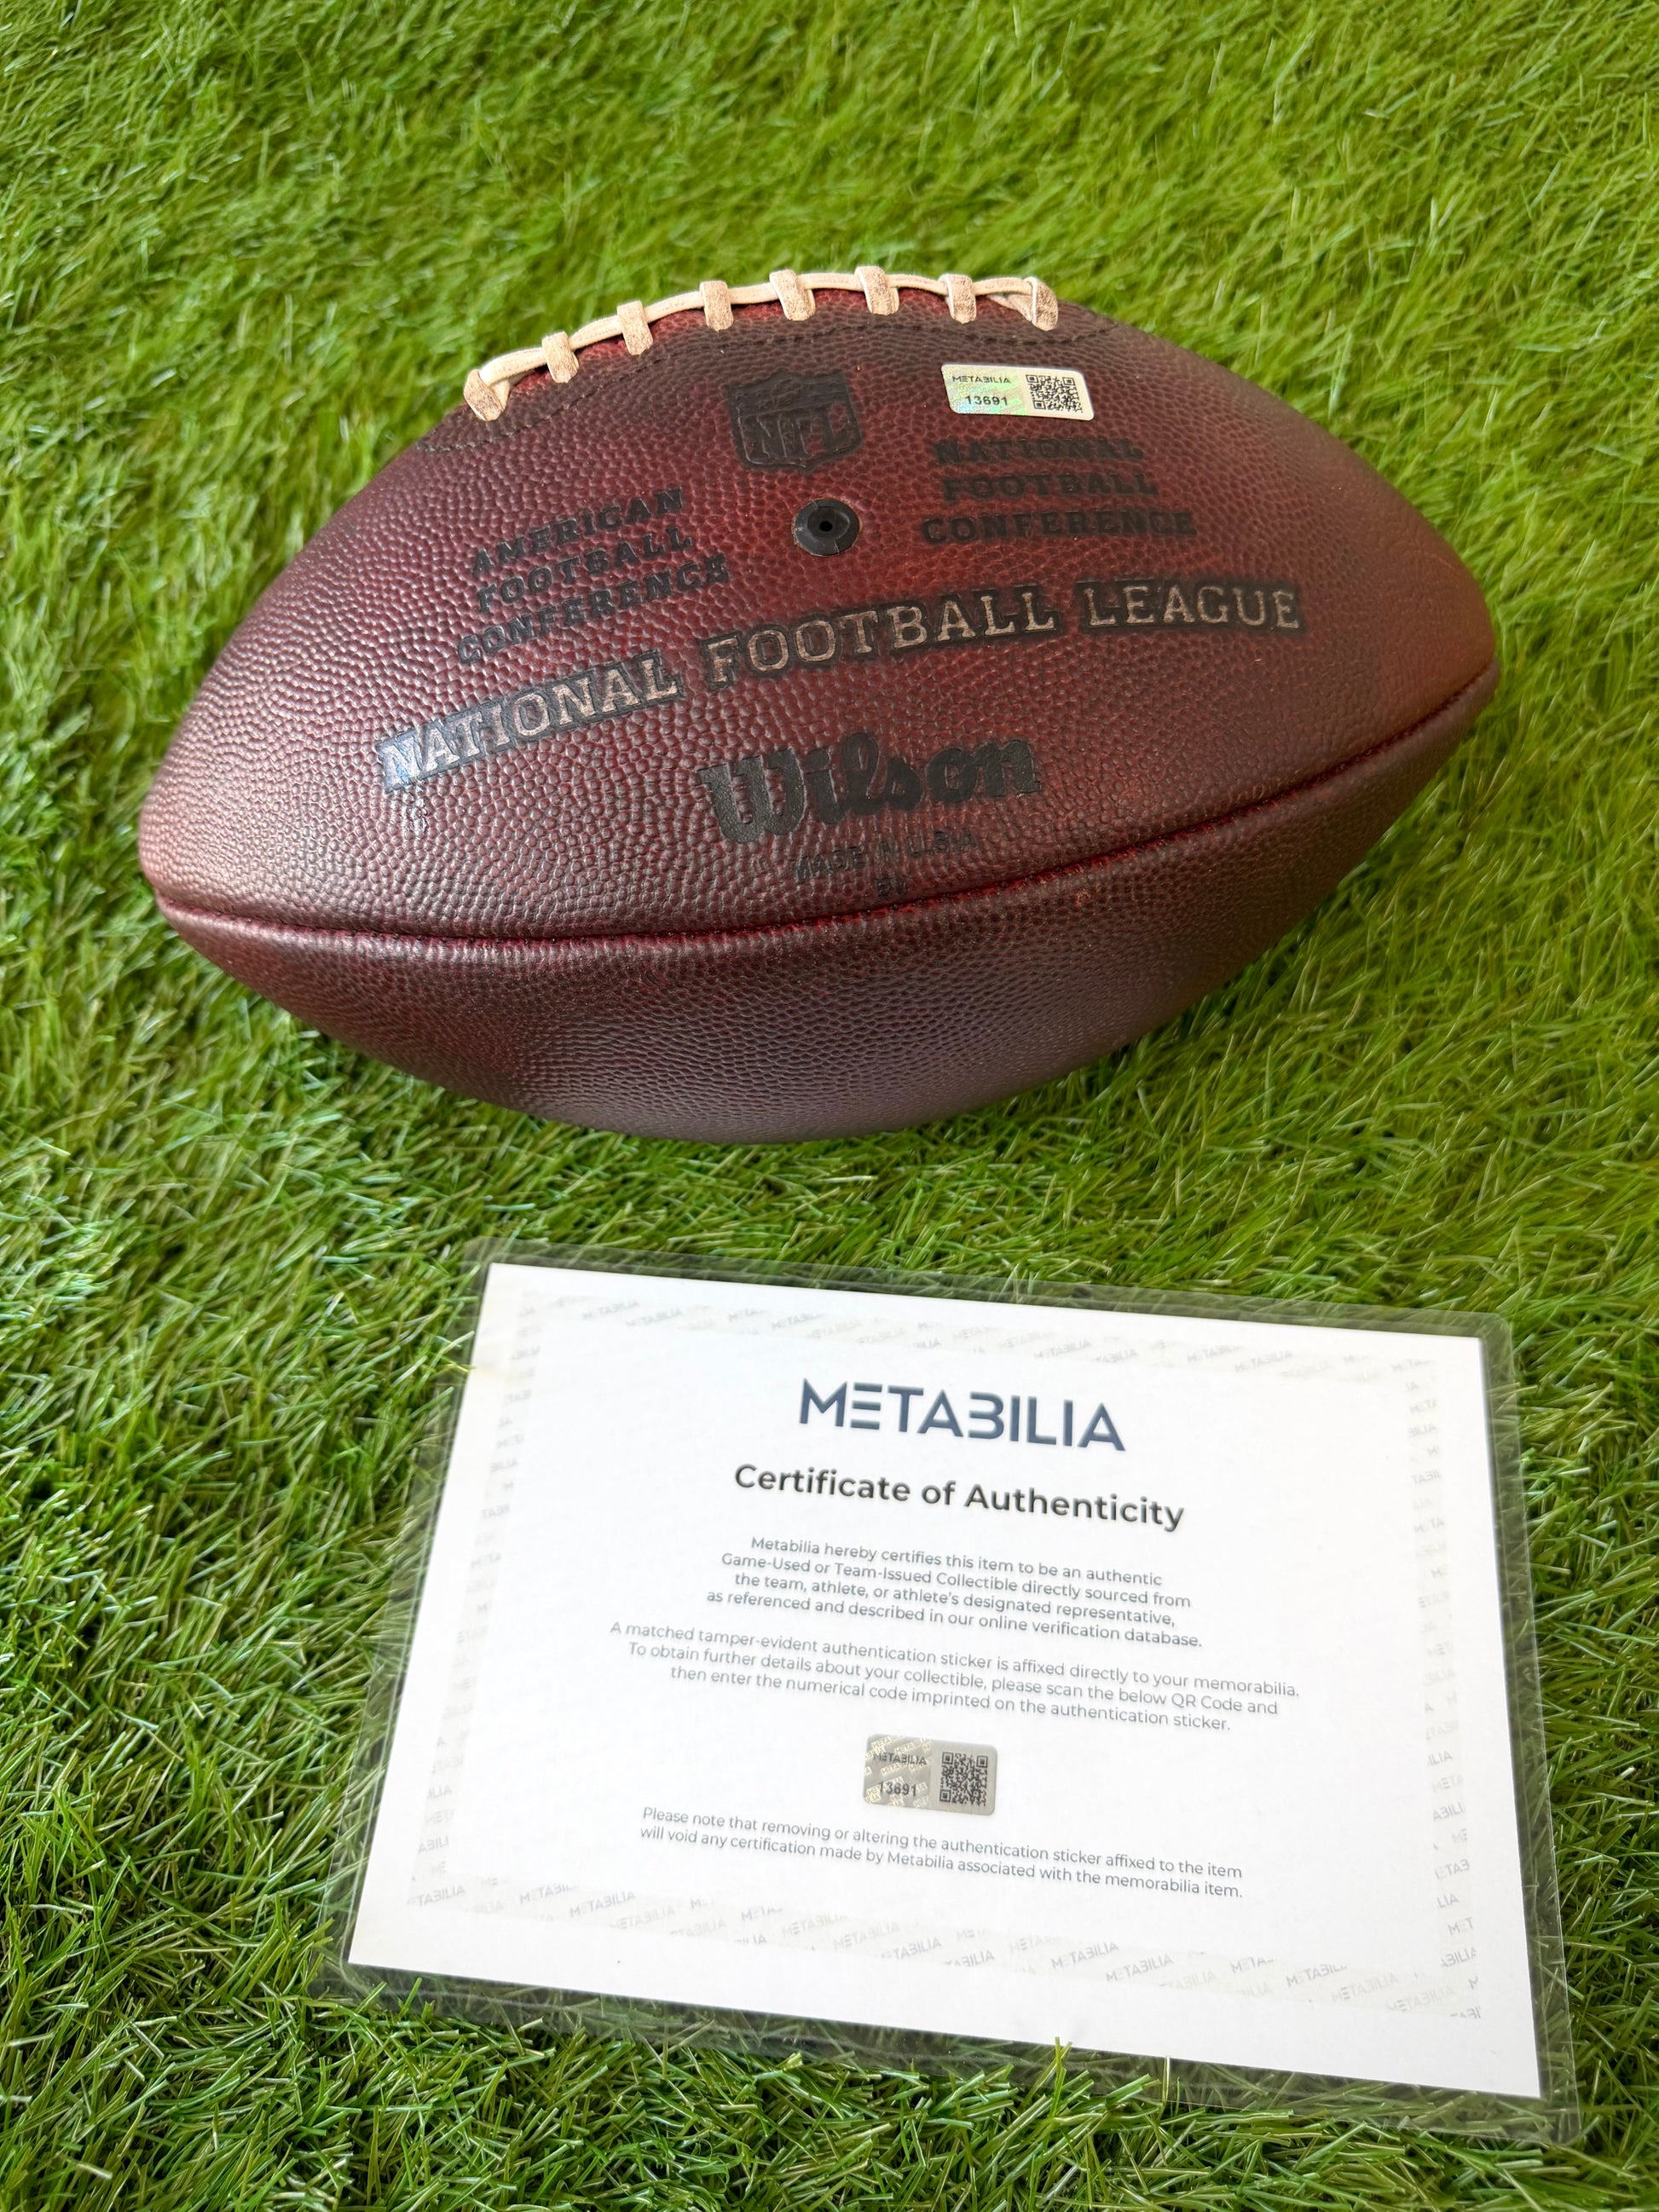 METABILIA
13691
NFL
AMERICAN
FOOTBALL
CONFERENCE
NATIONAL
FOOTBALL
CONFERENCE
NATIONAL FOOTBALL LEAGUE
Wilson
MADE IN U.S.A
METABILIA
Certificate of Authenticity
Metabilia hereby certifies this item to be an authentic
Game-Used or Team-Issued Collectible directly sourced from
the team, athlete, or athlete's designated representative,
as referenced and described in our online verification database.
A matched tamper-evident authentication sticker is affixed directly to your memorabilia.
To obtain further details about your collectible, please scan the below QR Code and
then enter the numerical code imprinted on the authentication sticker.
METABILIA
13691
Please note that removing or altering the authentication sticker affixed to the item
will void any certification made by Metabilia associated with the memorabilia item.